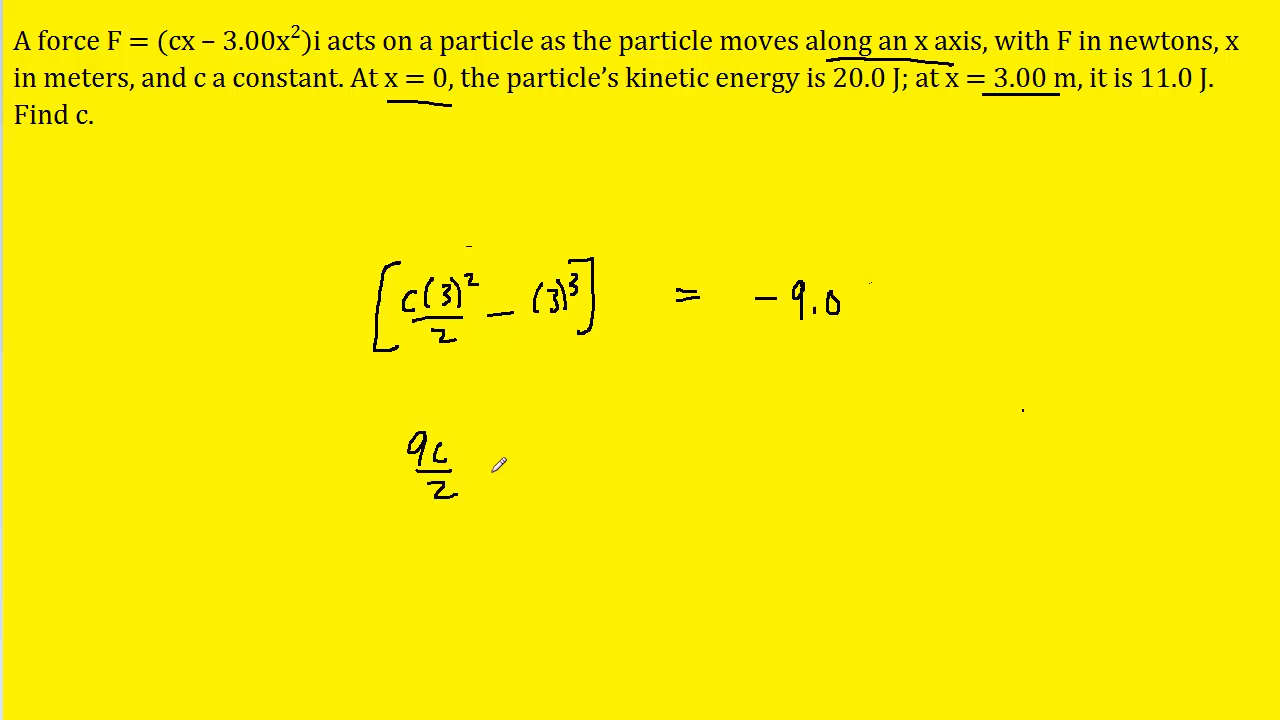 A force F = (cx – 3.00x²)i acts on a particle as the particle moves along an x axis, with F in newtons, x
in meters, and c a constant. At x = 0, the particle’s kinetic energy is 20.0 J; at x = 3.00 m, it is 11.0 J.
Find c.
[c(3)²/2 – (3)³] = – 9.0
9c/2